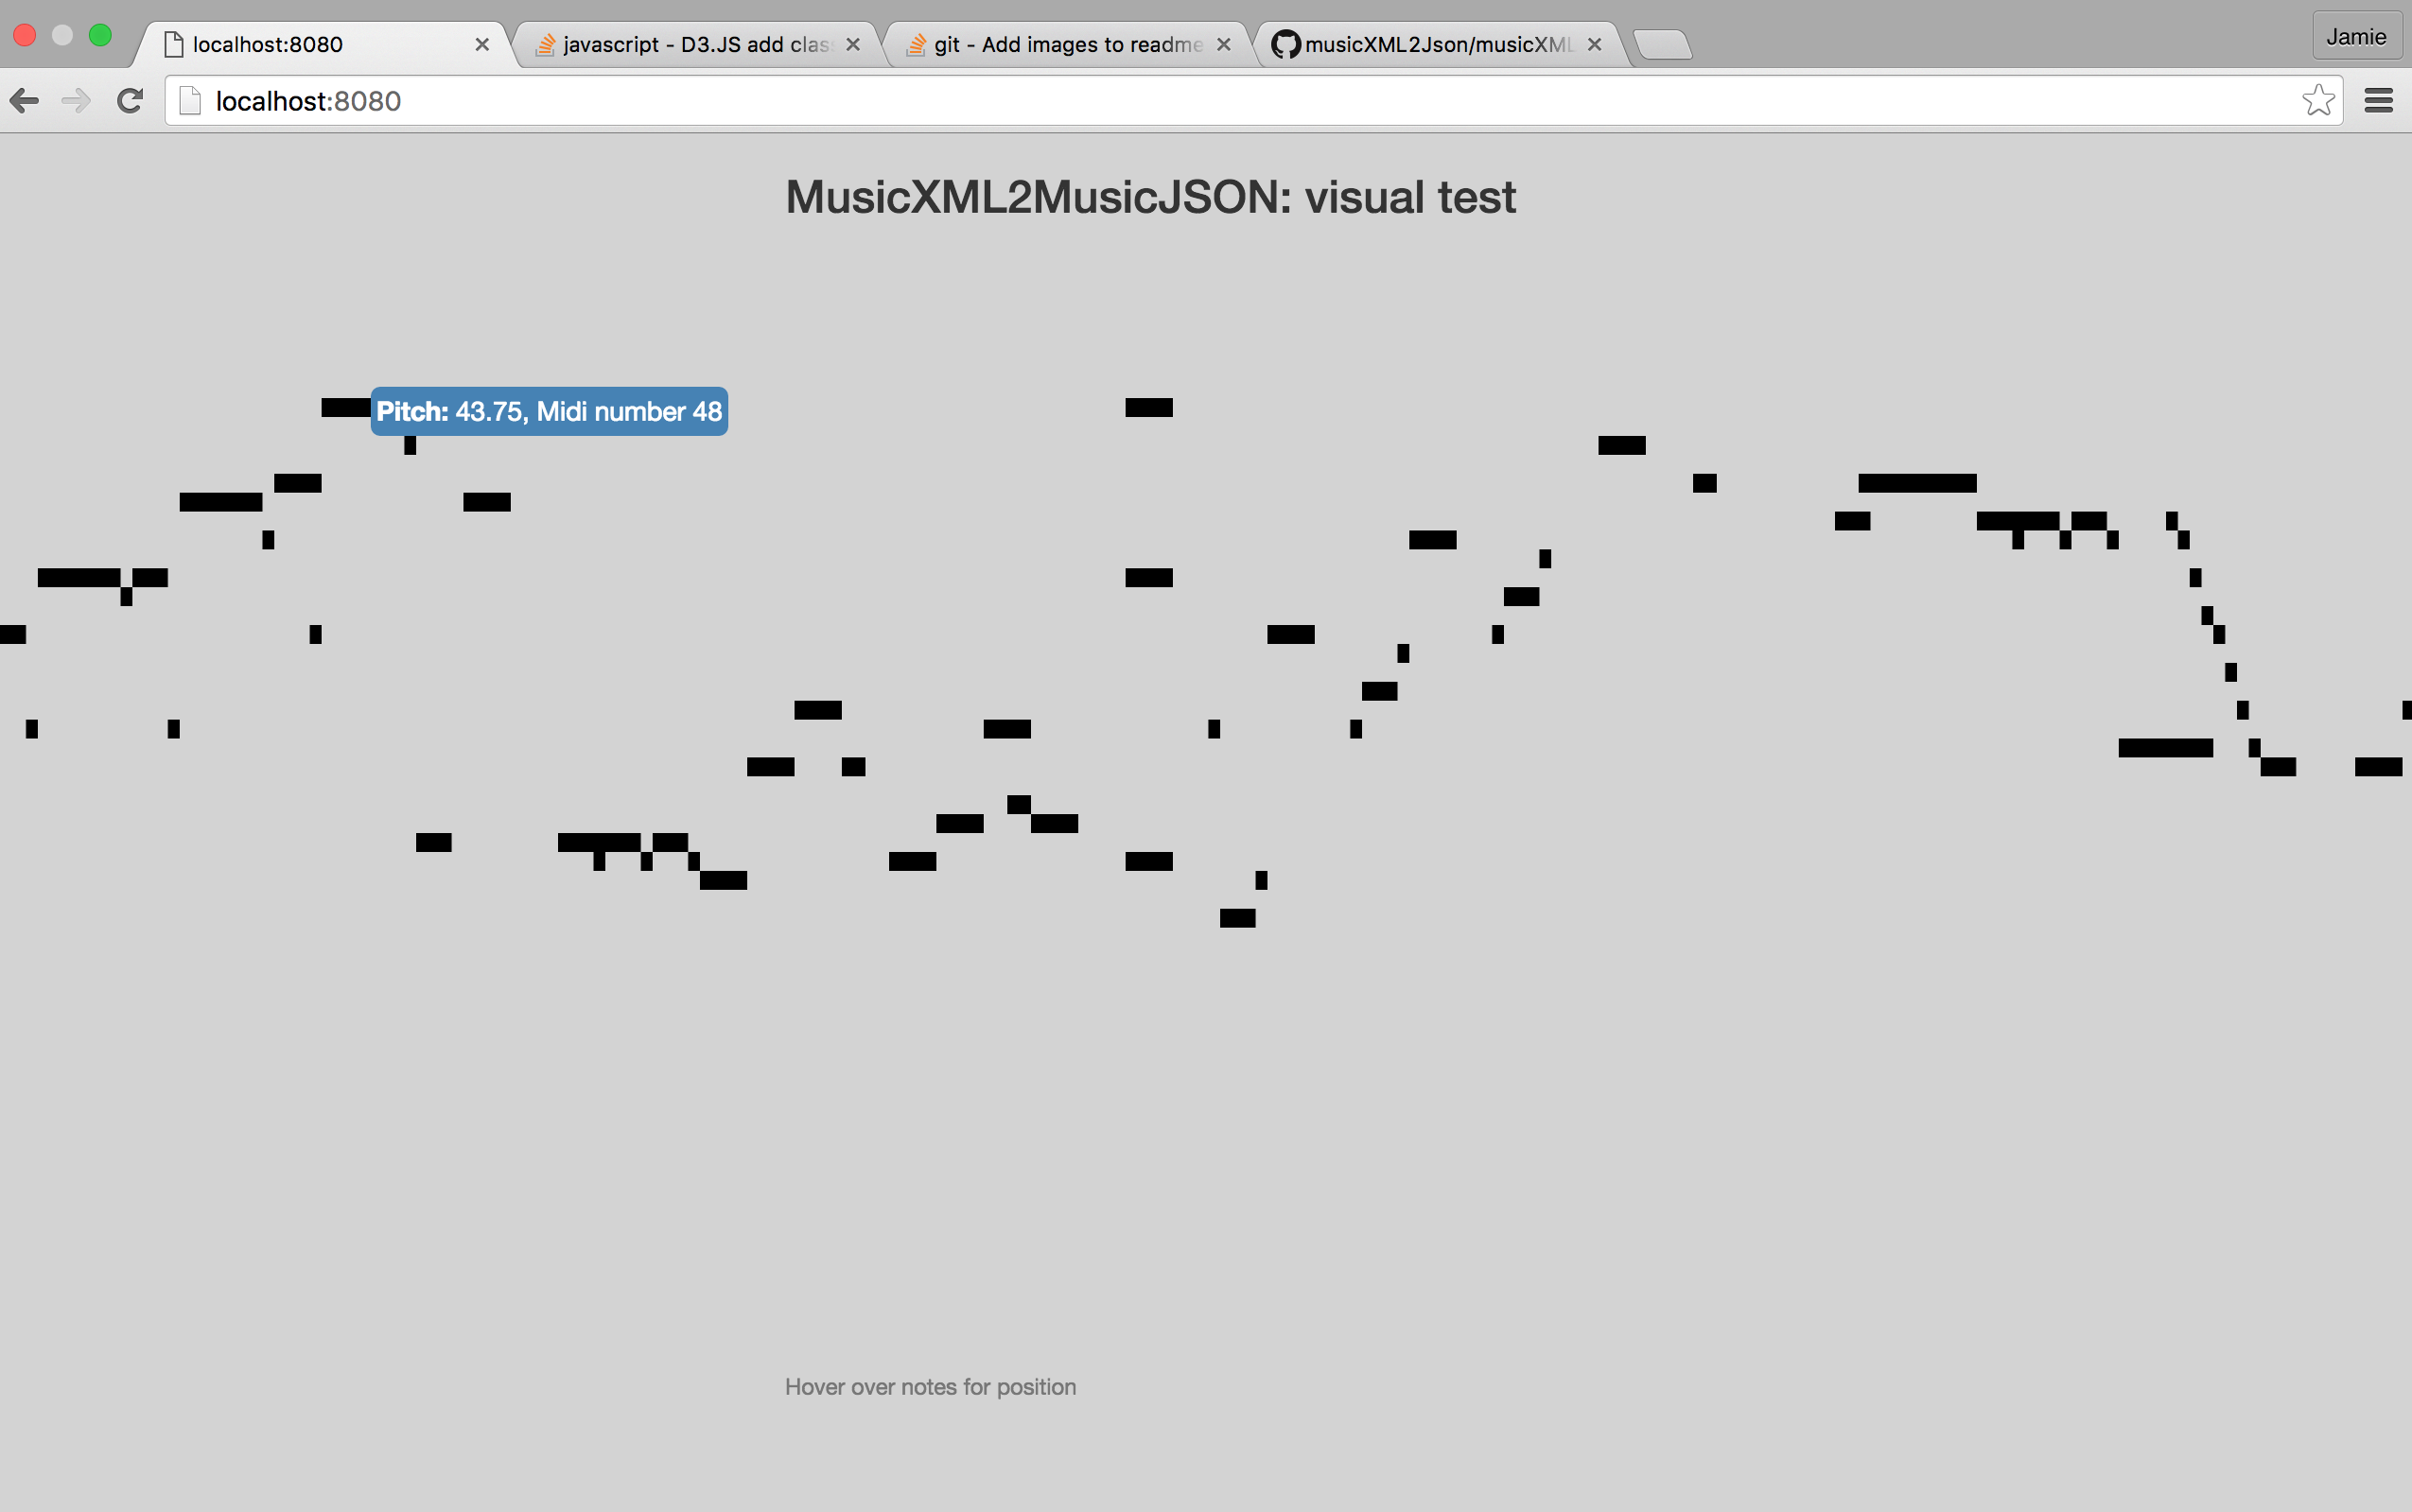 localhost:8080
javascript - D3.JS add clas
git - Add images to readme
musicXML2Json/musicXML
Jamie
localhost:8080
MusicXML2MusicJSON: visual test
Pitch: 43.75, Midi number 48
Hover over notes for position